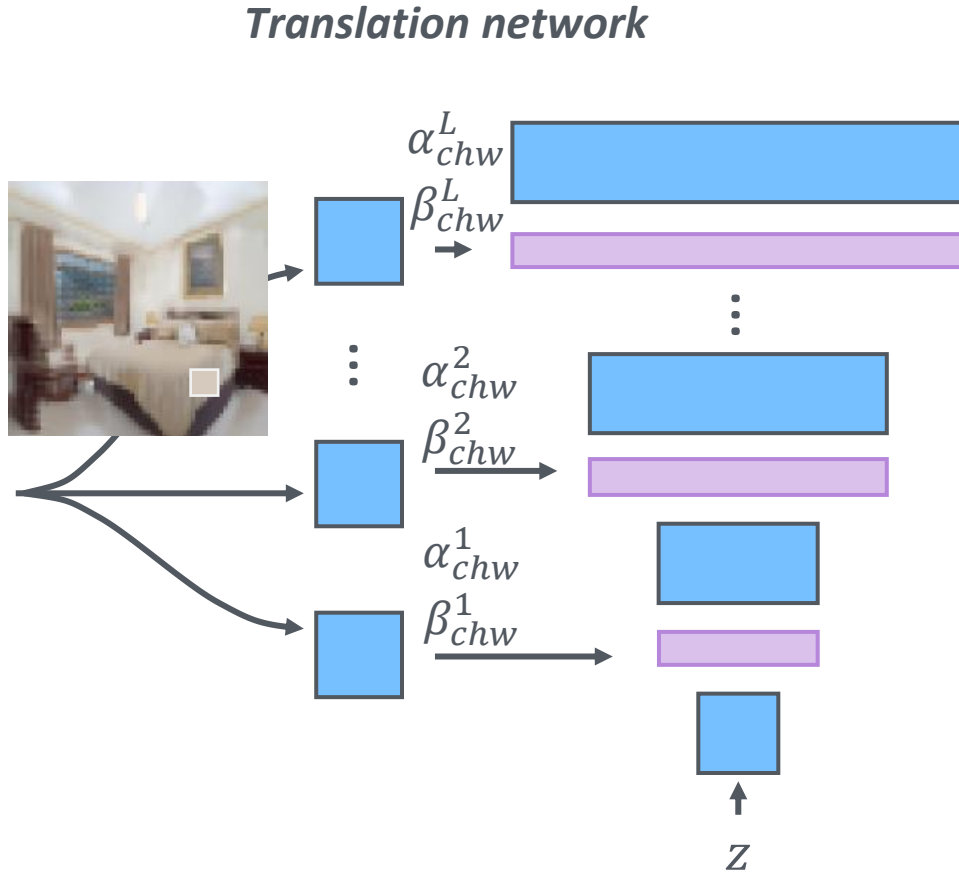 Translation network
α^L_chw
β^L_chw
⋮
⋮
α^2_chw
β^2_chw
α^1_chw
β^1_chw
z